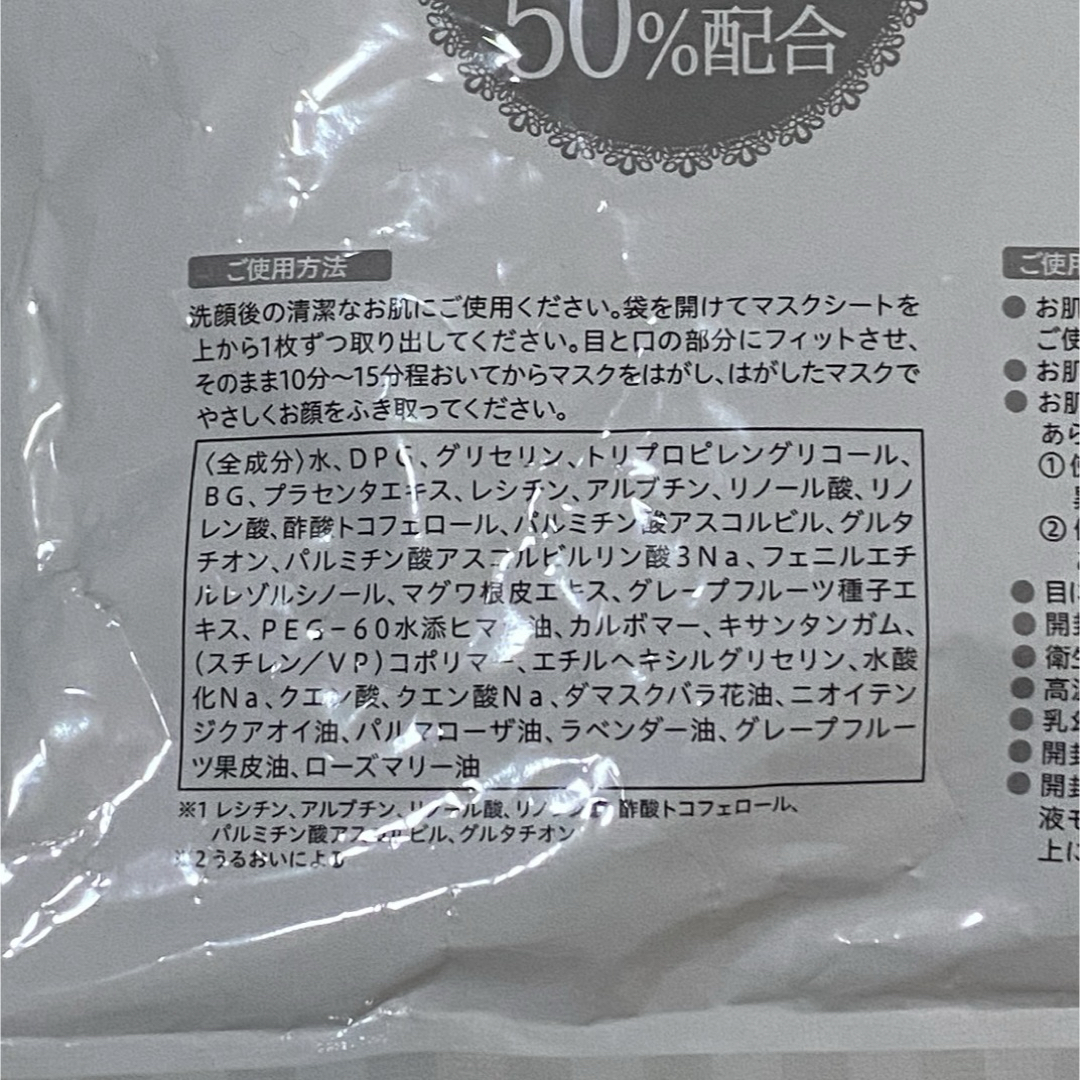 50%配合
ご使用方法
洗顔後の清潔なお肌にご使用ください。袋を開けてマスクシートを
上から1枚ずつ取り出してください。目と口の部分にフィットさせ、
そのまま10分〜15分程おいてからマスクをはがし、はがしたマスクで
やさしくお顔をふき取ってください。
〈全成分〉水、DPG、グリセリン、トリプロピレングリコール、
BG、プラセンタエキス、レシチン、アルブチン、リノール酸、リノ
レン酸、酢酸トコフェロール、パルミチン酸アスコルビル、グルタ
チオン、パルミチン酸アスコルビルリン酸3Na、フェニルエチ
ルレゾルシノール、マグワ根皮エキス、グレープフルーツ種子エ
キス、PEG-60水添ヒマシ油、カルボマー、キサンタンガム、
(スチレン/VP)コポリマー、エチルヘキシルグリセリン、水酸
化Na、クエン酸、クエン酸Na、ダマスクバラ花油、ニオイテン
ジクアオイ油、パルマローザ油、ラベンダー油、グレープフルー
ツ果皮油、ローズマリー油
※1 レシチン、アルブチン、リノール酸、リノレン酸、酢酸トコフェロール、
パルミチン酸アスコルビル、グルタチオン
※2 うるおいによる
ご使用
●お肌
ご使
●お肌
●お肌
あら
①使
②使
●目に
●開封
●衛生
●高温
●乳幼
●開封
●開封
液モ
上に